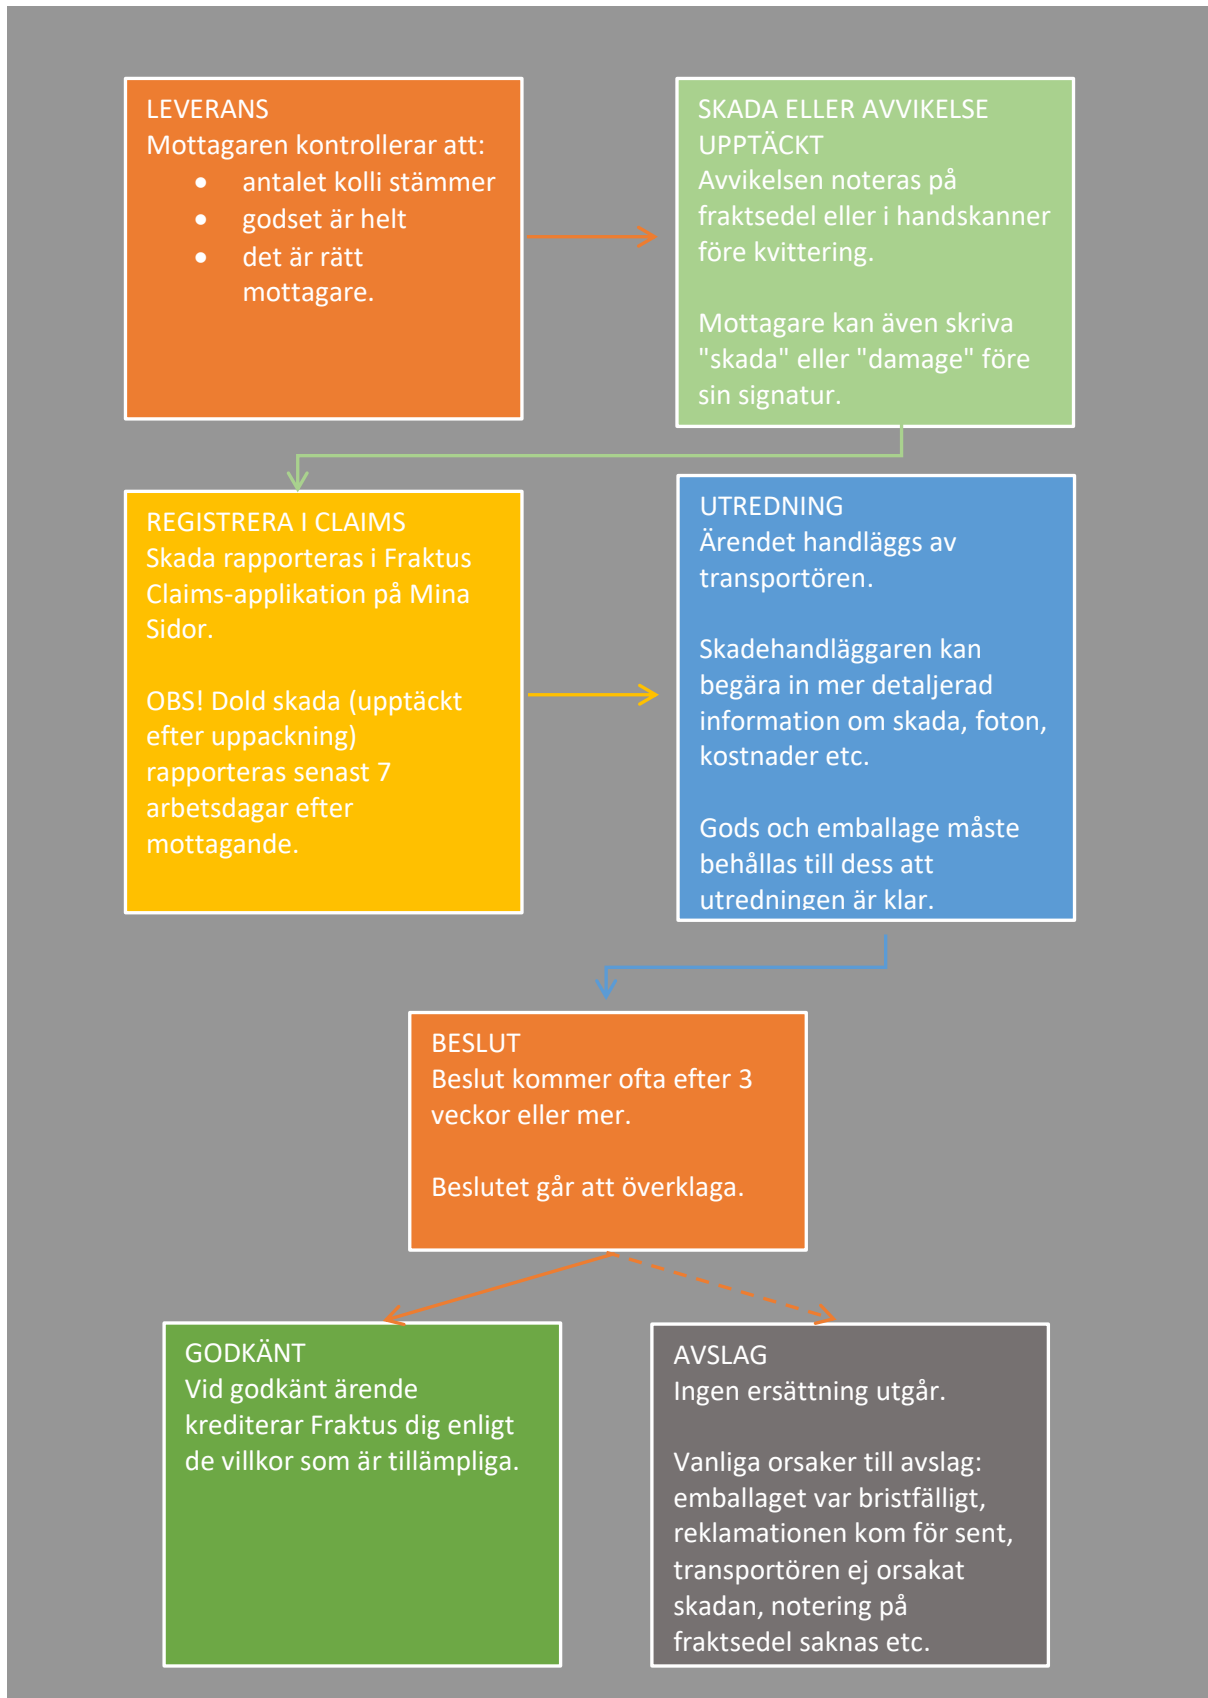 LEVERANS
Mottagaren kontrollerar att:
• antalet kolli stämmer
• godset är helt
• det är rätt
mottagare.
SKADA ELLER AVVIKELSE
UPPTÄCKT
Avvikelsen noteras på
fraktsedel eller i handskanner
före kvittering.
Mottagare kan även skriva
"skada" eller "damage" före
sin signatur.
REGISTRERA I CLAIMS
Skada rapporteras i Fraktus
Claims-applikation på Mina
Sidor.
OBS! Dold skada (upptäckt
efter uppackning)
rapporteras senast 7
arbetsdagar efter
mottagande.
UTREDNING
Ärendet handläggs av
transportören.
Skadehandläggaren kan
begära in mer detaljerad
information om skada, foton,
kostnader etc.
Gods och emballage måste
behållas till dess att
utredningen är klar.
BESLUT
Beslut kommer ofta efter 3
veckor eller mer.
Beslutet går att överklaga.
GODKÄNT
Vid godkänt ärende
krediterar Fraktus dig enligt
de villkor som är tillämpliga.
AVSLAG
Ingen ersättning utgår.
Vanliga orsaker till avslag:
emballaget var bristfälligt,
reklamationen kom för sent,
transportören ej orsakat
skadan, notering på
fraktsedel saknas etc.